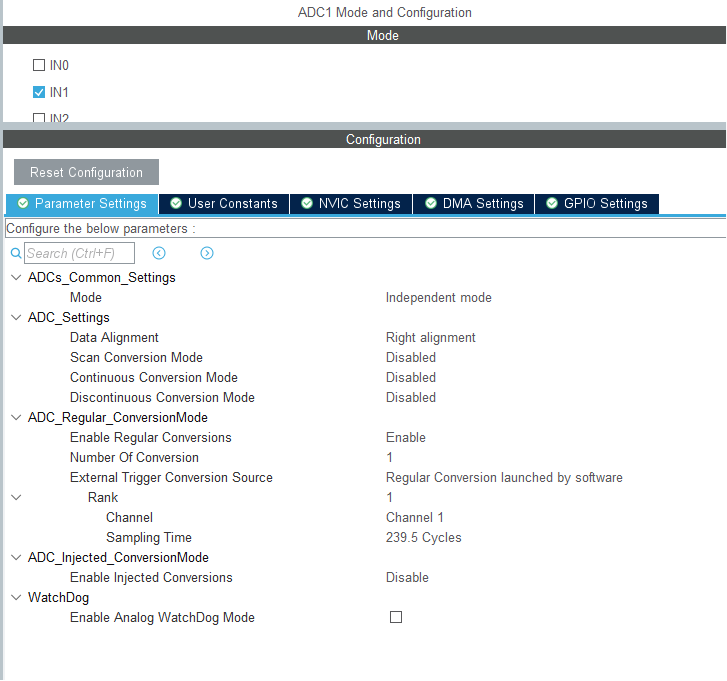 ADC1 Mode and Configuration
Mode
IN0
IN1
IN2
Configuration
Reset Configuration
Parameter Settings User Constants NVIC Settings DMA Settings GPIO Settings
Configure the below parameters :
Search (Ctrl+F)
ADCs_Common_Settings
Mode Independent mode
ADC_Settings
Data Alignment Right alignment
Scan Conversion Mode Disabled
Continuous Conversion Mode Disabled
Discontinuous Conversion Mode Disabled
ADC_Regular_ConversionMode
Enable Regular Conversions Enable
Number Of Conversion 1
External Trigger Conversion Source Regular Conversion launched by software
Rank 1
Channel Channel 1
Sampling Time 239.5 Cycles
ADC_Injected_ConversionMode
Enable Injected Conversions Disable
WatchDog
Enable Analog WatchDog Mode